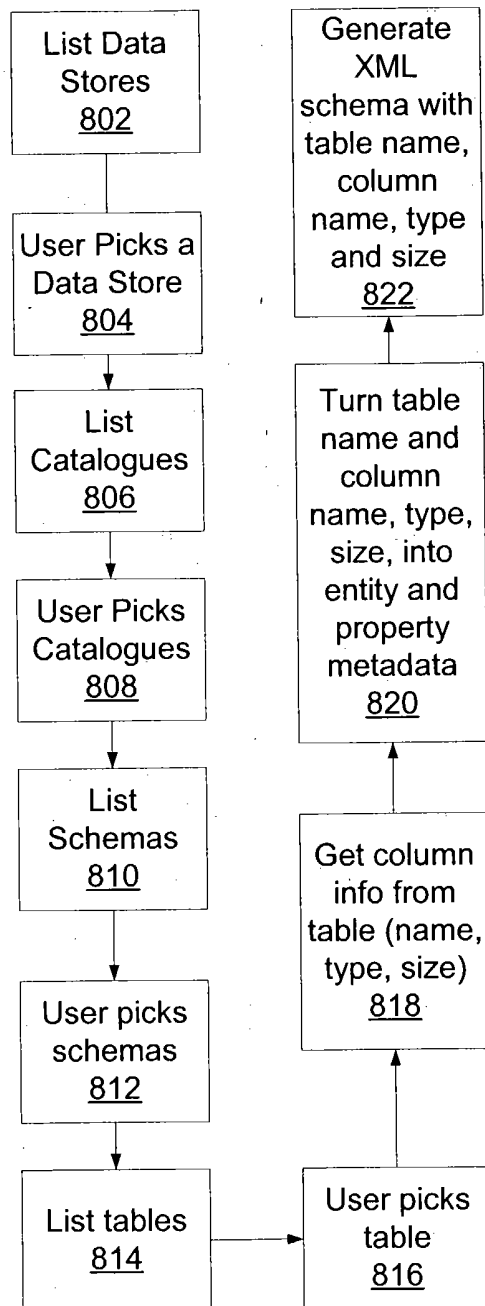 List Data
Stores
802
User Picks a
Data Store
804
List
Catalogues
806
User Picks
Catalogues
808
List
Schemas
810
User picks
schemas
812
List tables
814
User picks
table
816
Get column
info from
table (name,
type, size)
818
Turn table
name and
column
name, type,
size, into
entity and
property
metadata
820
Generate
XML
schema with
table name,
column
name, type
and size
822